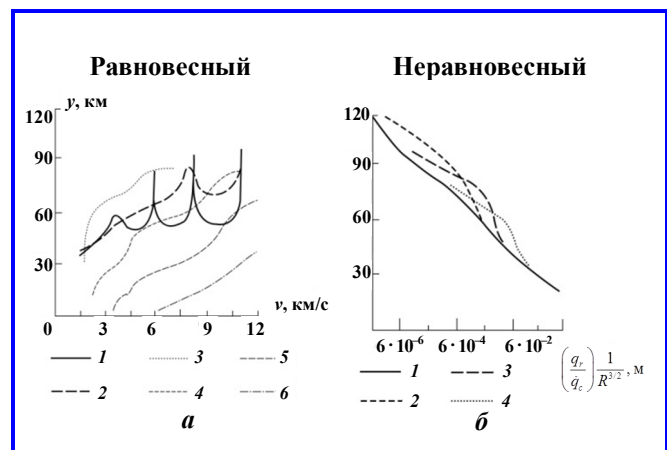 Равновесный
Неравновесный
y, км
120
90
60
30
0 3 6 9 12
v, км/с
1 3 5
2 4 6
а
120
90
60
30
6 · 10⁻⁶ 6 · 10⁻⁴ 6 · 10⁻²
(q_r / q̇_c) 1 / R^{3/2}, м
1 3
2 4
б